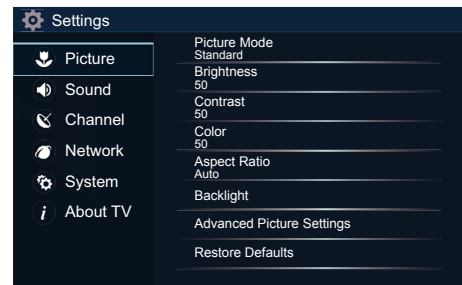 Settings
Picture
Sound
Channel
Network
System
i About TV
Picture Mode
Standard
Brightness
50
Contrast
50
Color
50
Aspect Ratio
Auto
Backlight
Advanced Picture Settings
Restore Defaults